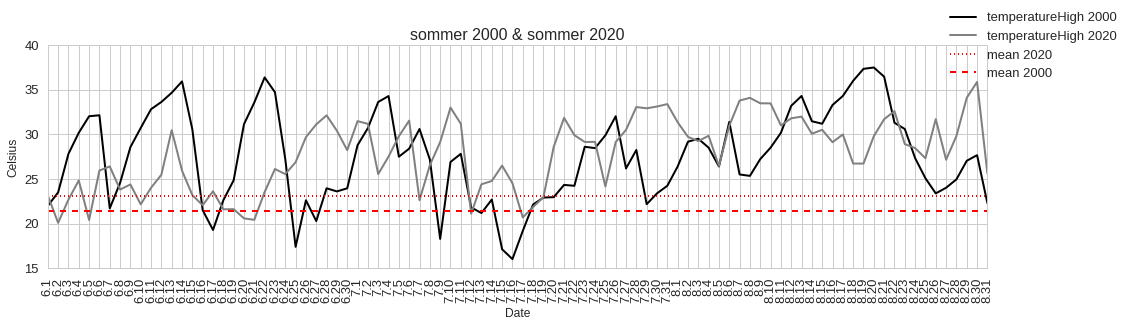 temperatureHigh 2000
temperatureHigh 2020
mean 2020
mean 2000
sommer 2000 & sommer 2020
Celsius
40
35
30
25
20
15
6.1 6.2 6.3 6.4 6.5 6.6 6.7 6.8 6.9 6.10 6.11 6.12 6.13 6.14 6.15 6.16 6.17 6.18 6.19 6.20 6.21 6.22 6.23 6.24 6.25 6.26 6.27 6.28 6.29 6.30 7.1 7.2 7.3 7.4 7.5 7.6 7.7 7.8 7.9 7.10 7.11 7.12 7.13 7.14 7.15 7.16 7.17 7.18 7.19 7.20 7.21 7.22 7.23 7.24 7.25 7.26 7.27 7.28 7.29 7.30 7.31 8.1 8.2 8.3 8.4 8.5 8.6 8.7 8.8 8.9 8.10 8.11 8.12 8.13 8.14 8.15 8.16 8.17 8.18 8.19 8.20 8.21 8.22 8.23 8.24 8.25 8.26 8.27 8.28 8.29 8.30 8.31
Date